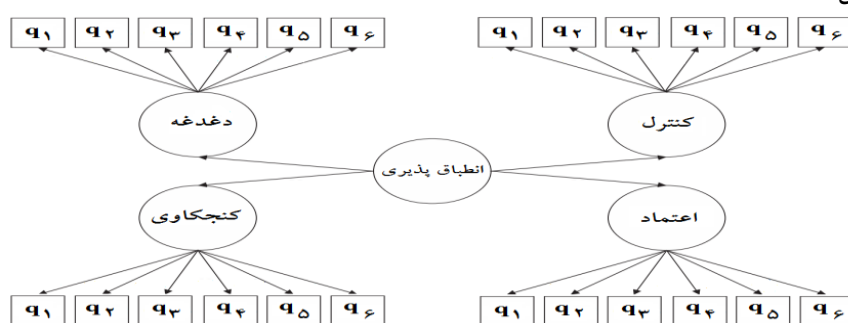 q۱ q۲ q۳ q۴ q۵ q۶
q۱ q۲ q۳ q۴ q۵ q۶
دغدغه
کنترل
انطباق پذیری
کنجکاوی
اعتماد
q۱ q۲ q۳ q۴ q۵ q۶
q۱ q۲ q۳ q۴ q۵ q۶